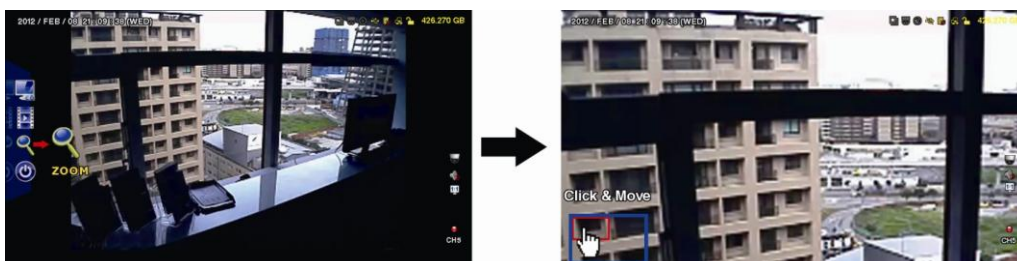 2012 / FEB / 08 21 : 09 : 38 (WED)
426.270 GB
ZOOM
CH5
2012 / FEB / 08 21 : 09 : 38 (WED)
Click & Move
CH5